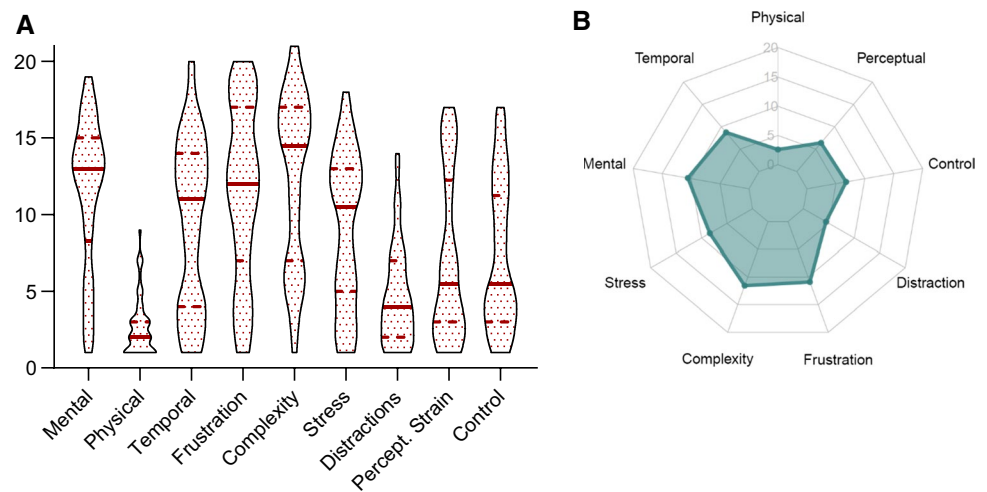 A
20
15
10
5
0
Mental
Physical
Temporal
Frustration
Complexity
Stress
Distractions
Percept. Strain
Control
B
Physical
Temporal
Perceptual
20
15
10
5
0
Mental
Control
Stress
Distraction
Complexity
Frustration